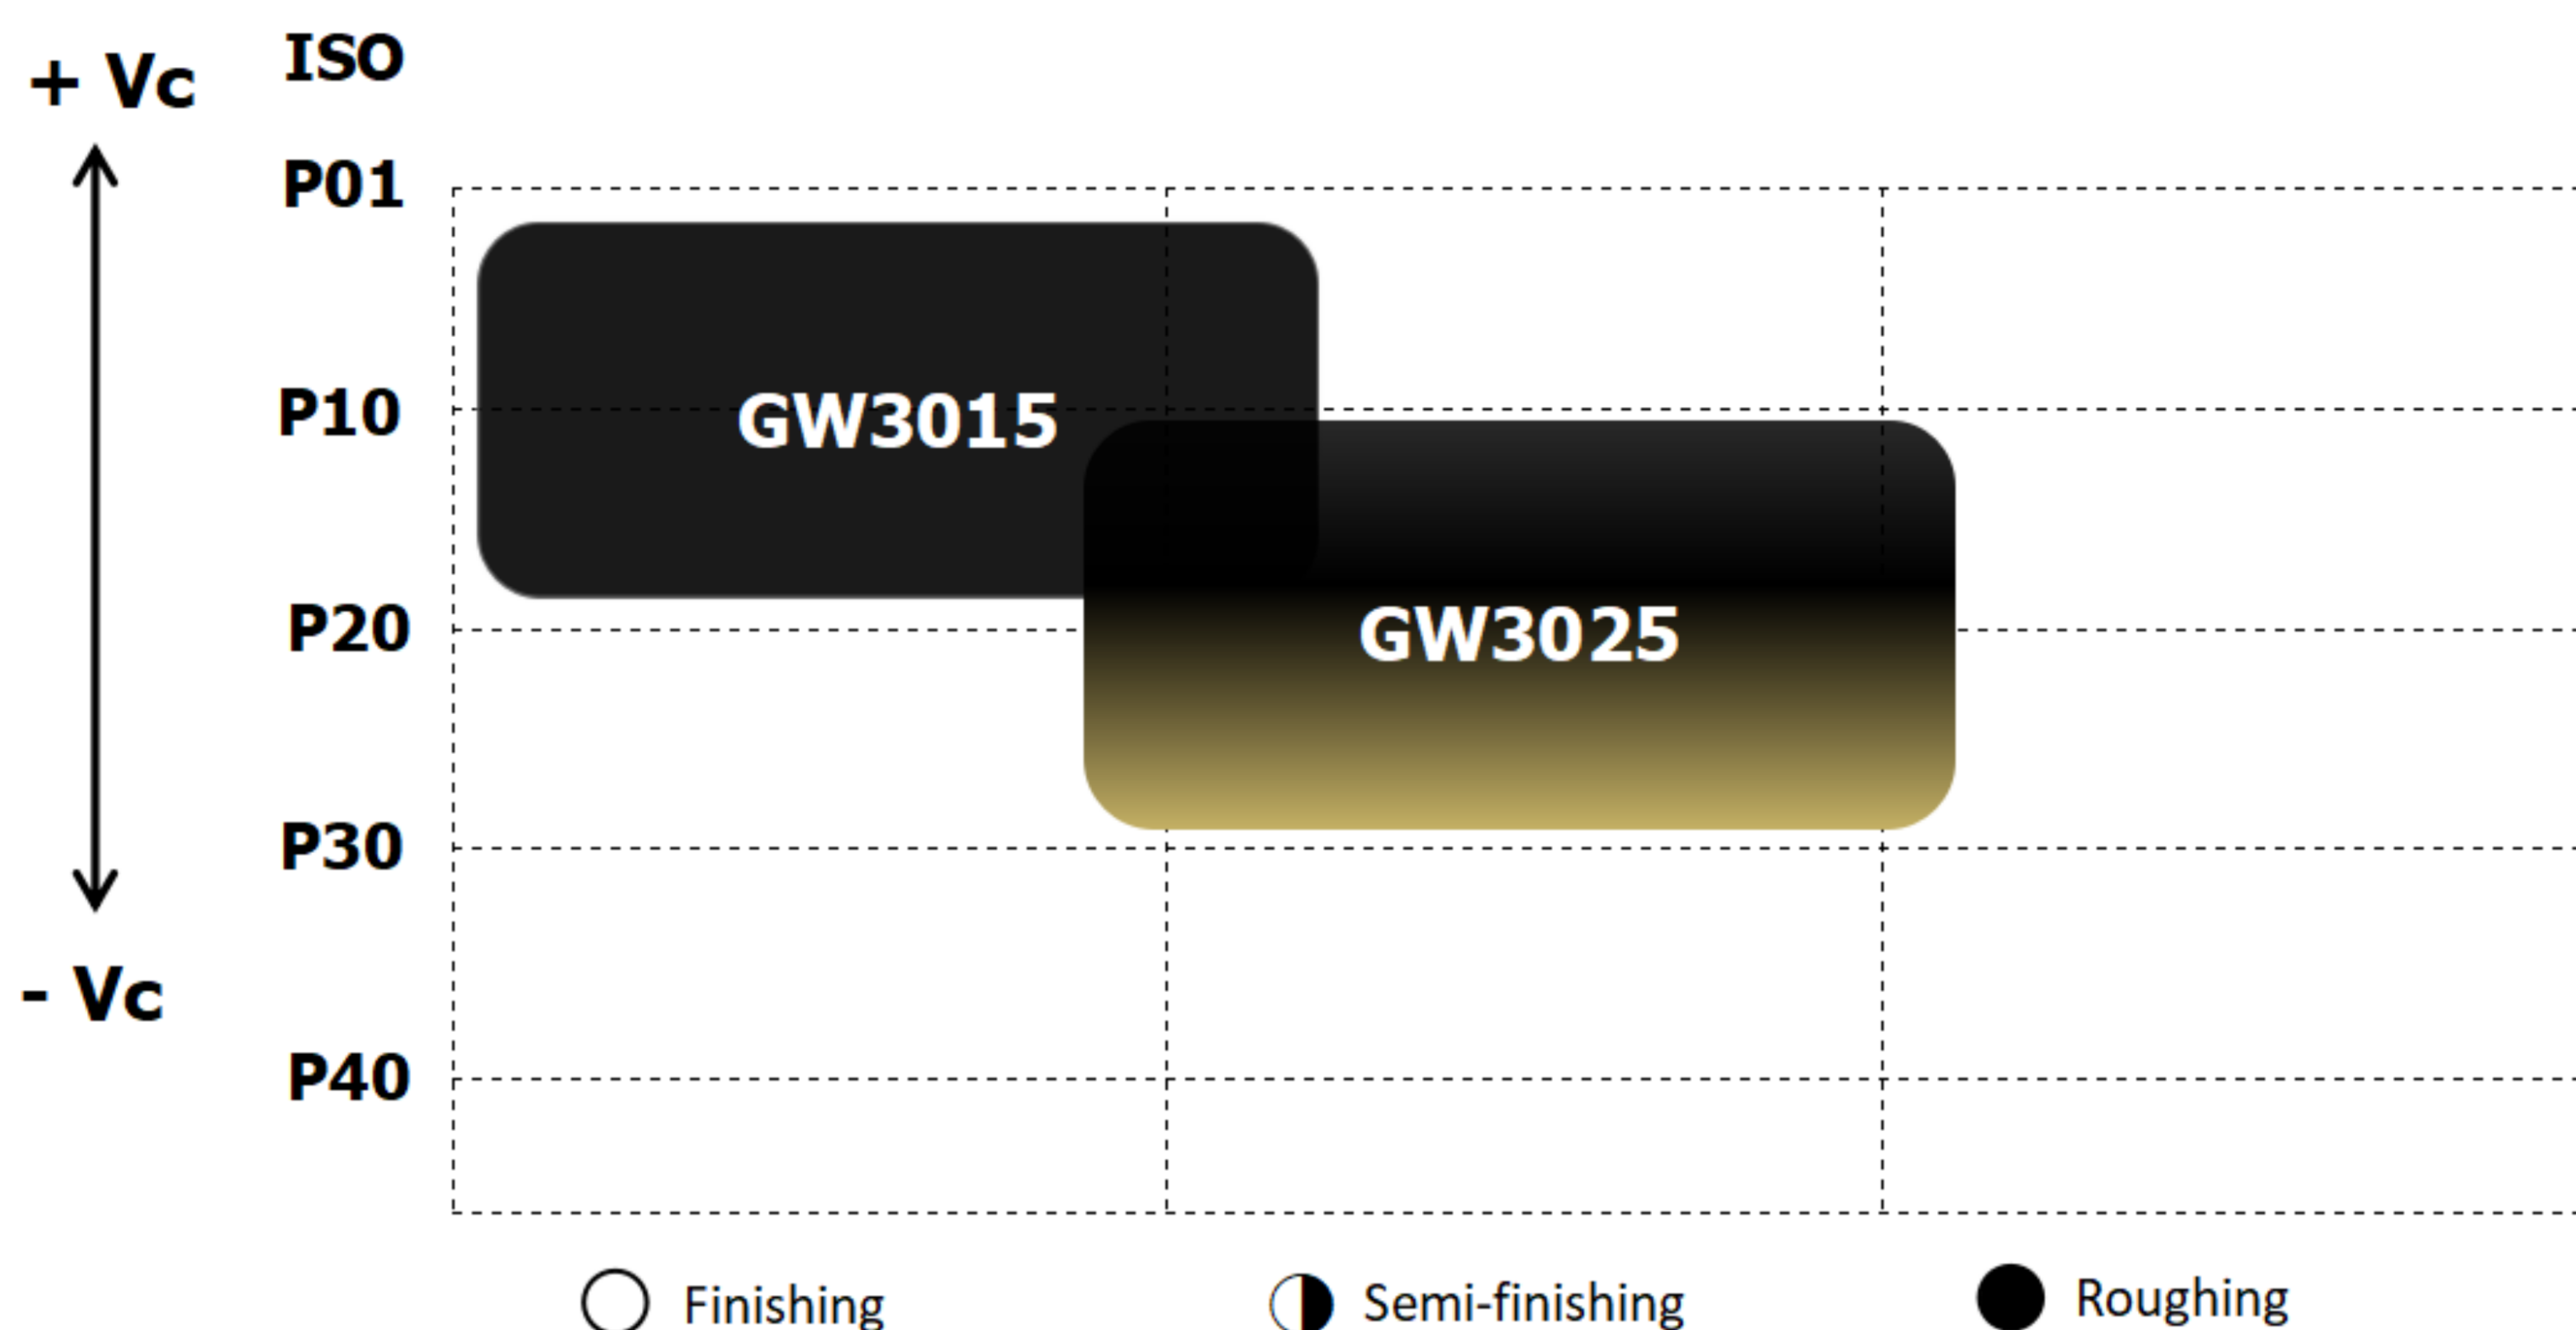 ISO
+ Vc
P01
P10
GW3015
P20
GW3025
P30
- Vc
P40
Finishing
Semi-finishing
Roughing